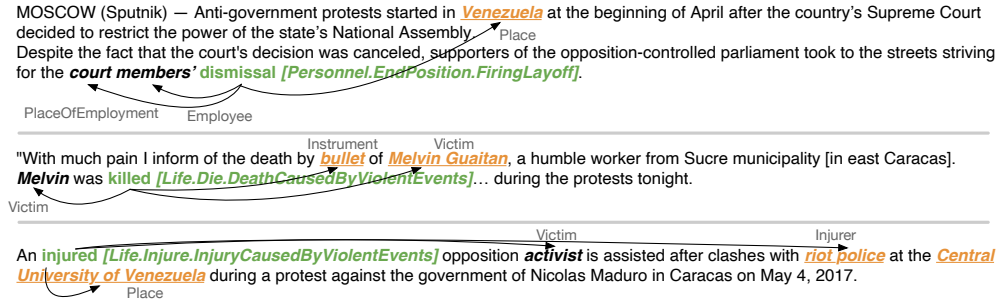 MOSCOW (Sputnik) — Anti-government protests started in Venezuela at the beginning of April after the country's Supreme Court
decided to restrict the power of the state's National Assembly.
Place
Despite the fact that the court's decision was canceled, supporters of the opposition-controlled parliament took to the streets striving
for the court members' dismissal [Personnel.EndPosition.FiringLayoff].
PlaceOfEmployment Employee
Instrument Victim
"With much pain I inform of the death by bullet of Melvin Guaitan, a humble worker from Sucre municipality [in east Caracas].
Melvin was killed [Life.Die.DeathCausedByViolentEvents]… during the protests tonight.
Victim
Victim Injurer
An injured [Life.Injure.InjuryCausedByViolentEvents] opposition activist is assisted after clashes with riot police at the Central
University of Venezuela during a protest against the government of Nicolas Maduro in Caracas on May 4, 2017.
Place